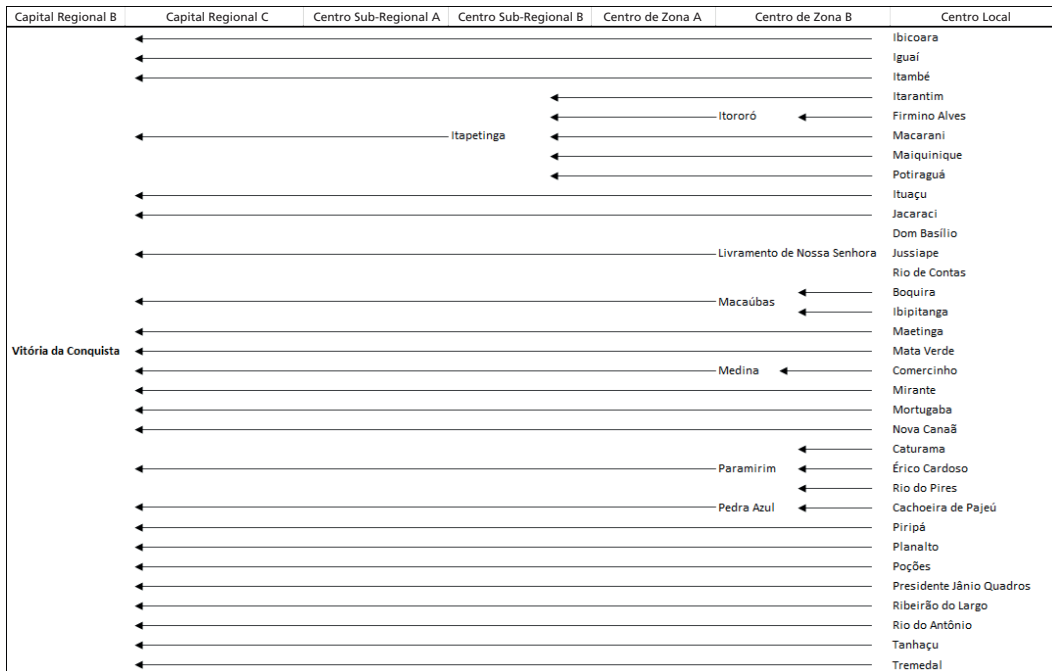 Capital Regional B Capital Regional C Centro Sub-Regional A Centro Sub-Regional B Centro de Zona A Centro de Zona B Centro Local
Ibicoara
Iguaí
Itambé
Itarantim
Itororó Firmino Alves
Itapetinga Macarani
Maiquinique
Potiraguá
Ituaçu
Jacaraci
Dom Basílio
Livramento de Nossa Senhora Jussiape
Rio de Contas
Boquira
Macaúbas
Ibipitanga
Maetinga
Vitória da Conquista Mata Verde
Medina Comercinho
Mirante
Mortugaba
Nova Canaã
Caturama
Paramirim Érico Cardoso
Rio do Pires
Pedra Azul Cachoeira de Pajeú
Piripá
Planalto
Poções
Presidente Jânio Quadros
Ribeirão do Largo
Rio do Antônio
Tanhaçu
Tremedal